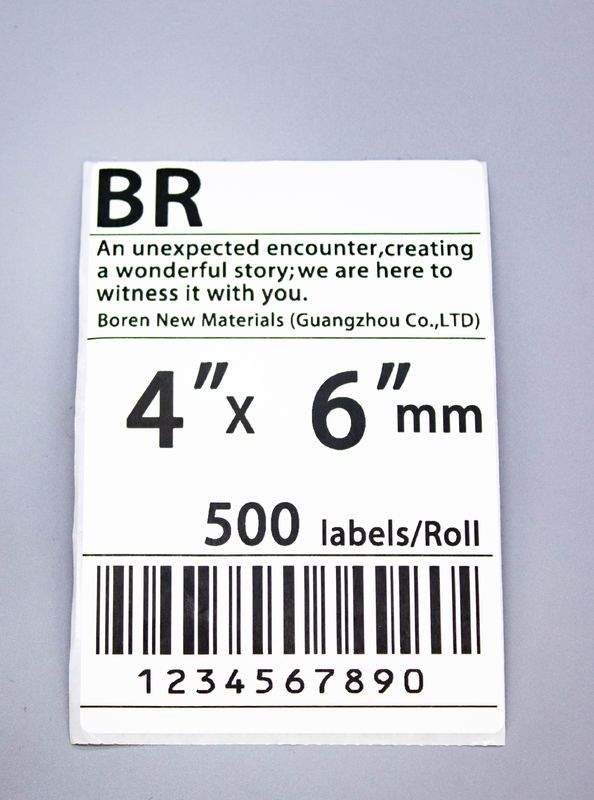 BR
An unexpected encounter,creating
a wonderful story;we are here to
witness it with you.
Boren New Materials (Guangzhou Co.,LTD)
4″x 6″mm
500 labels/Roll
1234567890